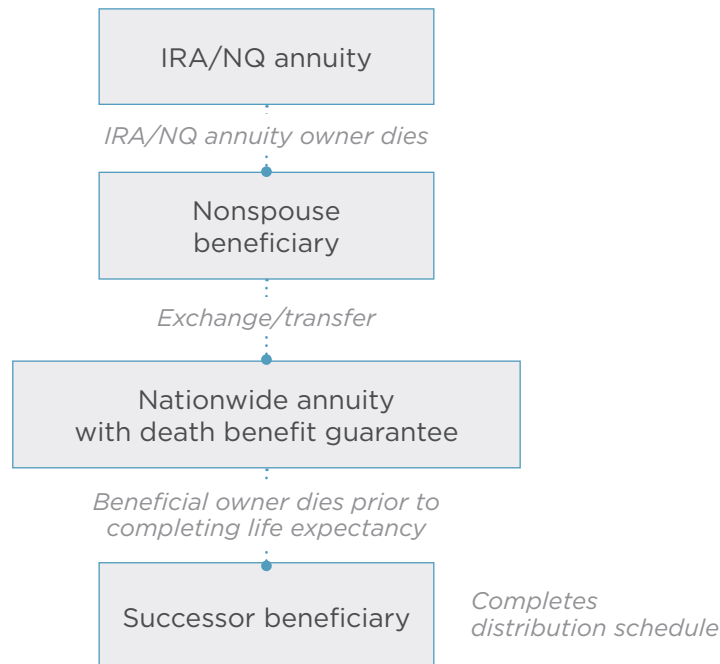 IRA/NQ annuity
IRA/NQ annuity owner dies
Nonspouse
beneficiary
Exchange/transfer
Nationwide annuity
with death benefit guarantee
Beneficial owner dies prior to
completing life expectancy
Successor beneficiary
Completes
distribution schedule